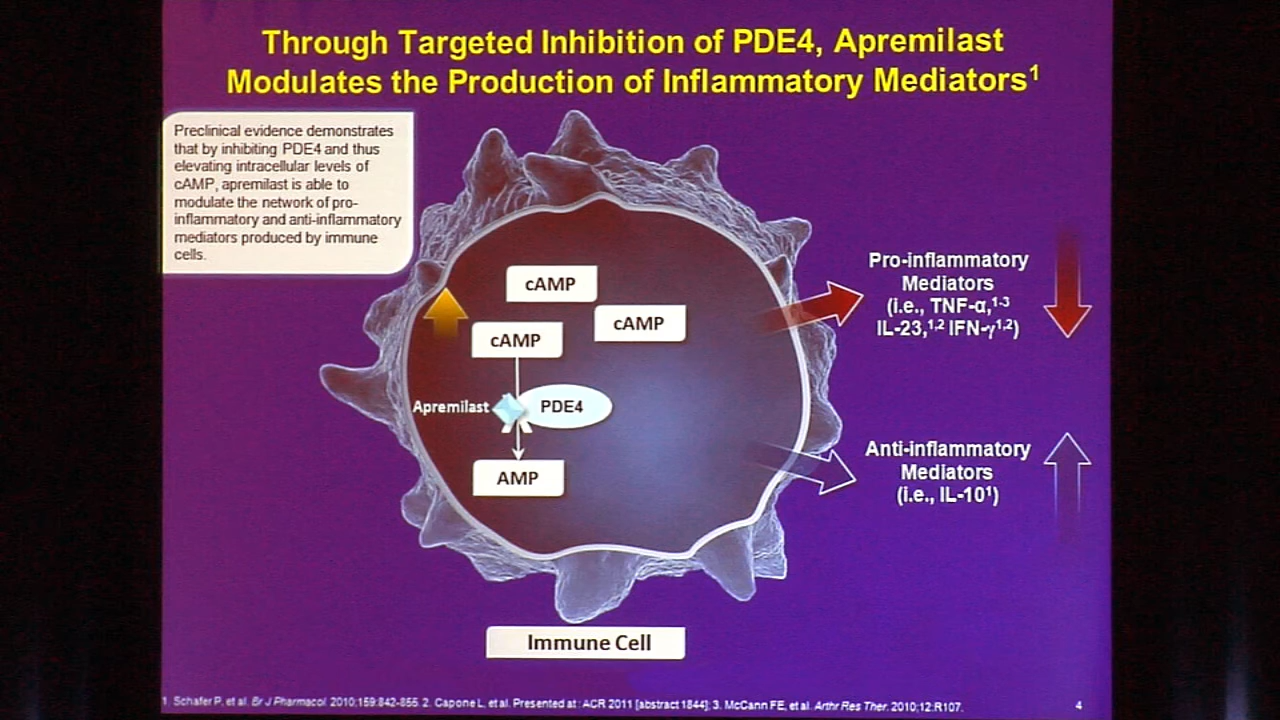 Through Targeted Inhibition of PDE4, Apremilast
Modulates the Production of Inflammatory Mediators¹
Preclinical evidence demonstrates
that by inhibiting PDE4 and thus
elevating intracellular levels of
cAMP, apremilast is able to
modulate the network of pro-
inflammatory and anti-inflammatory
mediators produced by immune
cells.
cAMP
cAMP
cAMP
Apremilast
PDE4
AMP
Pro-inflammatory
Mediators
(i.e., TNF-α,¹⁻³
IL-23,¹,² IFN-γ¹,²)
Anti-inflammatory
Mediators
(i.e., IL-10¹)
Immune Cell
1. Schafer P, et al. Br J Pharmacol. 2010;159:842-855. 2. Capone L, et al. Presented at: ACR 2011 [abstract 1844]; 3. McCann FE, et al. Arthr Res Ther. 2010;12:R107.
4